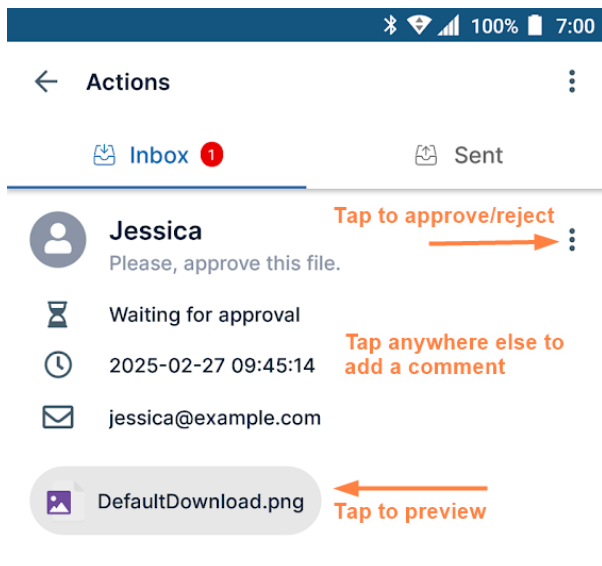 100% 7:00
Actions
Inbox 1 Sent
Tap to approve/reject
Jessica
Please, approve this file.
Waiting for approval
Tap anywhere else to
add a comment
2025-02-27 09:45:14
jessica@example.com
DefaultDownload.png
Tap to preview